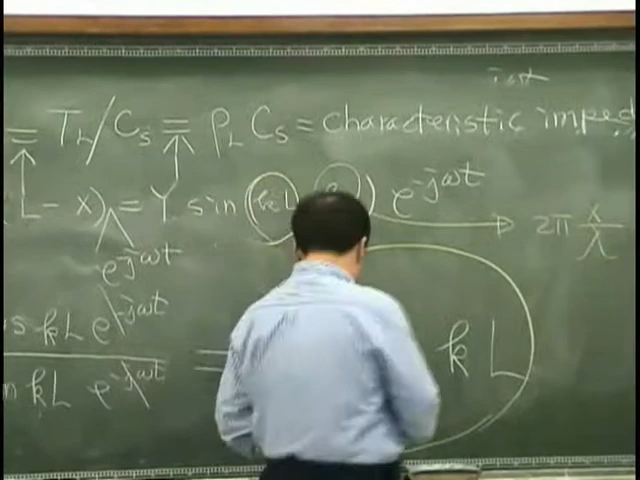 = T_L/C_s = ρ_L C_s = characteristic imped
(L - x) = Y sin (kL ) e^-jωt → 2π x/λ
e^-jωt
s kL e^-jωt
n kL e^-jωt = kL